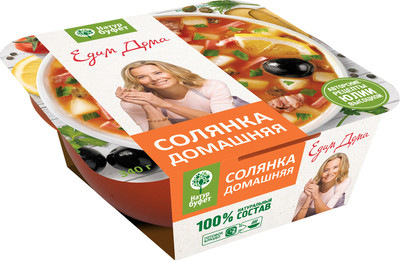 Натур
буфет
Едим Дома
АВТОРСКИЕ
РЕЦЕПТЫ
ЮЛИИ
ВЫСОЦКОЙ
СОЛЯНКА
ДОМАШНЯЯ
340 г
СОЛЯНКА
ДОМАШНЯЯ
Едим Дома
Натур
буфет
100% НАТУРАЛЬНЫЙ
СОСТАВ